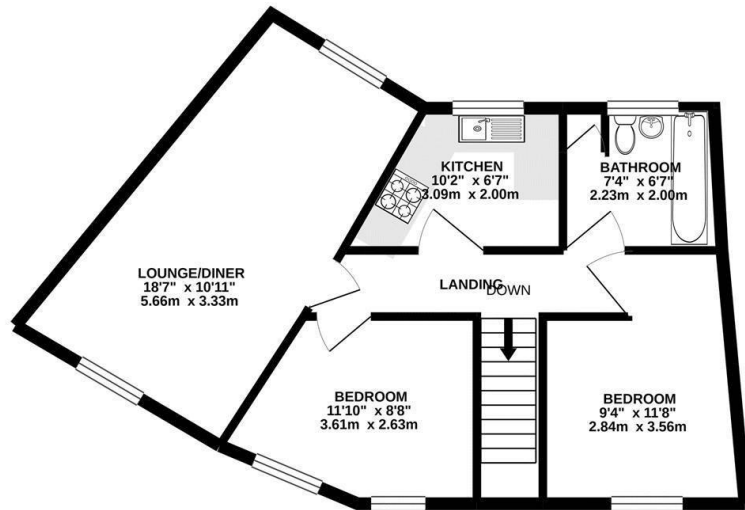 KITCHEN
10'2" x 6'7"
3.09m x 2.00m
BATHROOM
7'4" x 6'7"
2.23m x 2.00m
LOUNGE/DINER
18'7" x 10'11"
5.66m x 3.33m
LANDING
DOWN
BEDROOM
11'10" x 8'8"
3.61m x 2.63m
BEDROOM
9'4" x 11'8"
2.84m x 3.56m